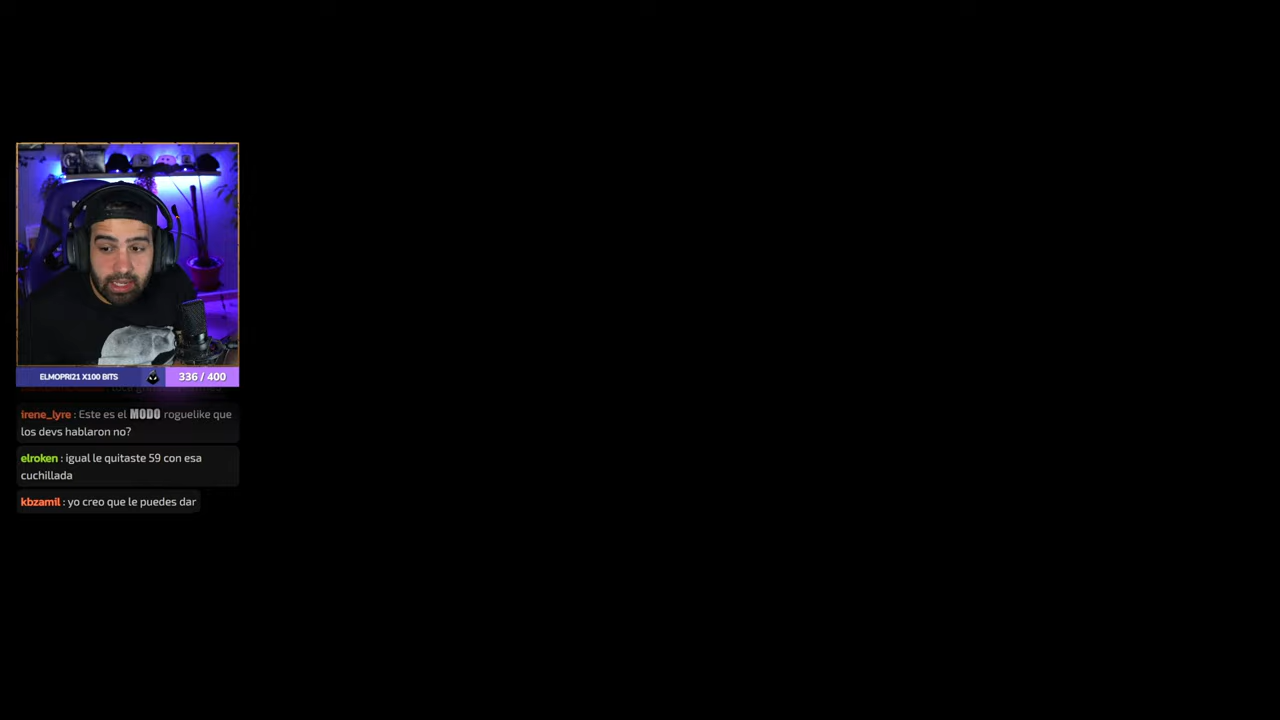 ELMOPRI21 X100 BITS 336 / 400
irene_lyre : Este es el MODO roguelike que
los devs hablaron no?
elroken : igual le quitaste 59 con esa
cuchillada
kbzamil : yo creo que le puedes dar